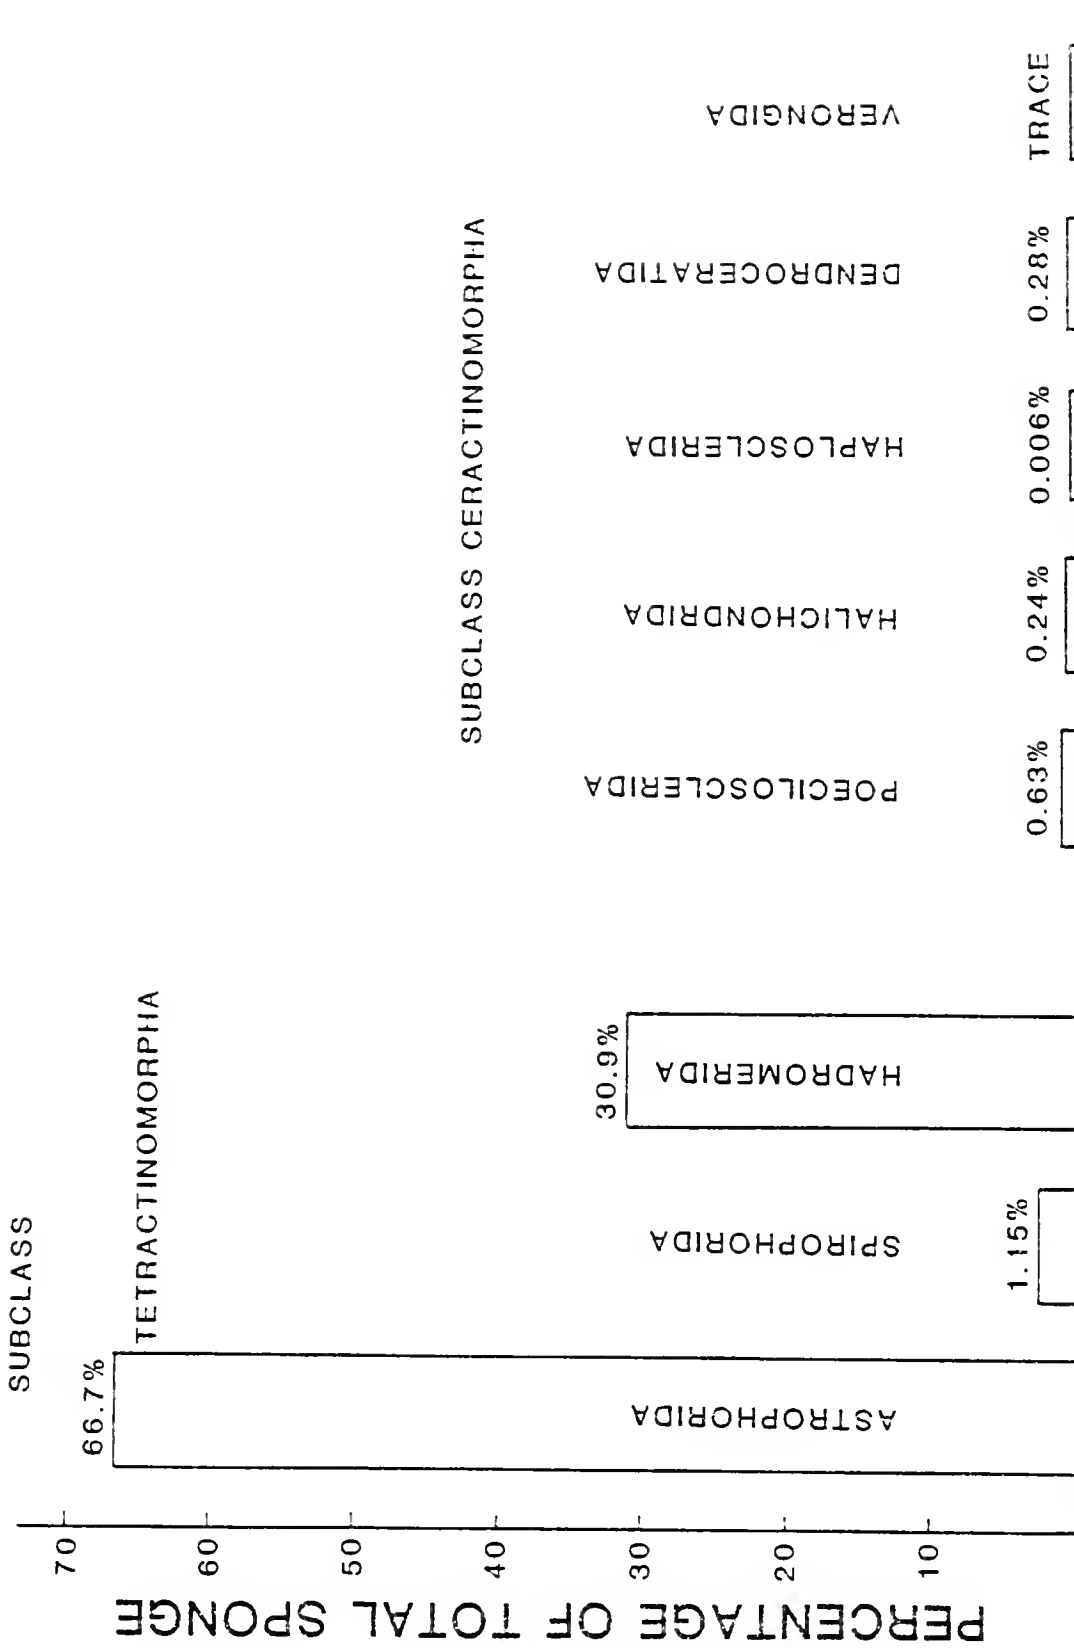 SUBCLASS
TETRACTINOMORPHA
SUBCLASS CERACTINOMORPHA
PERCENTAGE OF TOTAL SPONGE
70
60
50
40
30
20
10
66.7%
ASTROPHORIDA
1.15%
SPIROPHORIDA
30.9%
HADROMERIDA
0.63%
POECILOSCLERIDA
0.24%
HALICHONDRIDA
0.006%
HAPLOSCLERIDA
0.28%
DENDROCERATIDA
TRACE
VERONGIDA